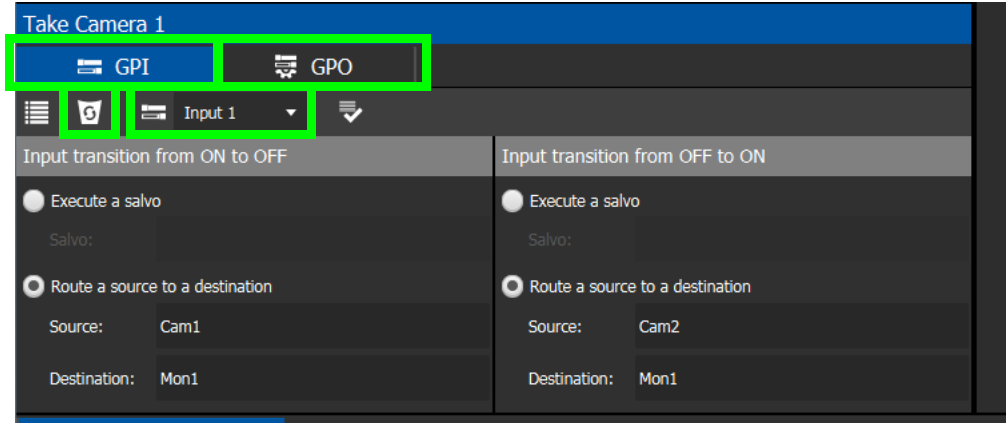 Take Camera 1
GPI GPO
Input 1
Input transition from ON to OFF Input transition from OFF to ON
Execute a salvo Execute a salvo
Salvo: Salvo:
Route a source to a destination Route a source to a destination
Source: Cam1 Source: Cam2
Destination: Mon1 Destination: Mon1